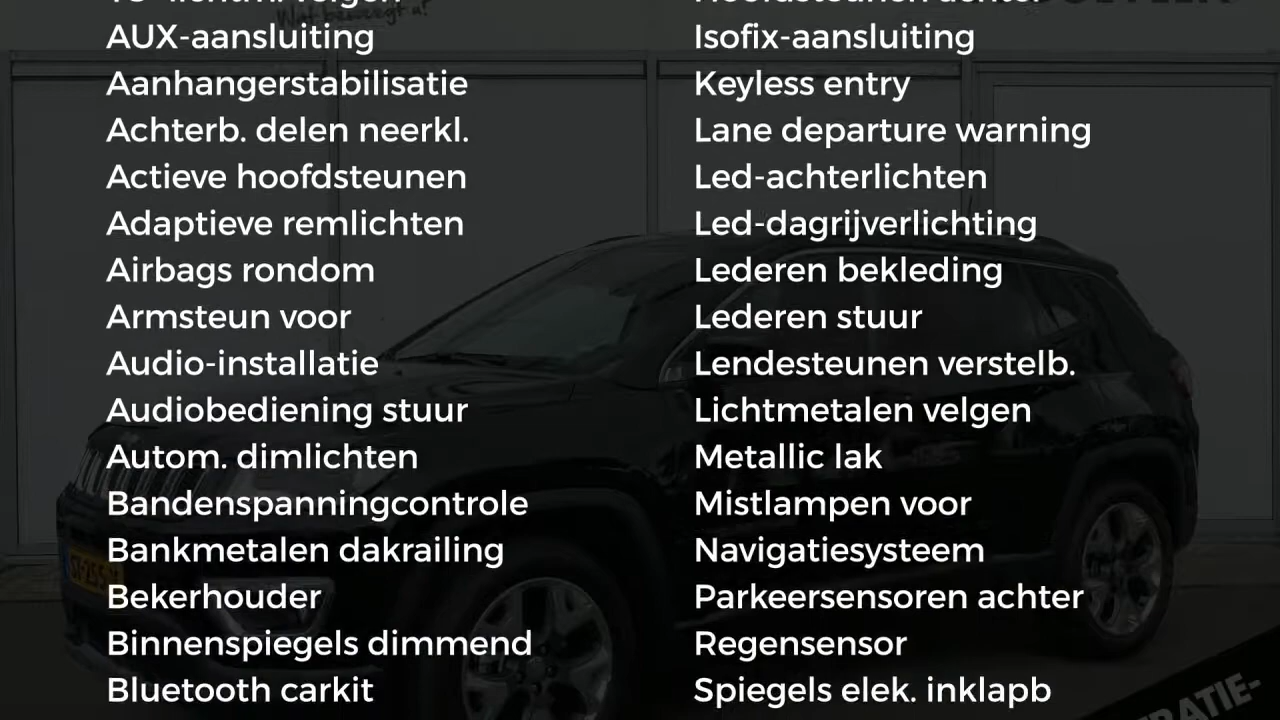 AUX-aansluiting
Aanhangerstabilisatie
Achterb. delen neerkl.
Actieve hoofdsteunen
Adaptieve remlichten
Airbags rondom
Armsteun voor
Audio-installatie
Audiobediening stuur
Autom. dimlichten
Bandenspanningcontrole
Bankmetalen dakrailing
Bekerhouder
Binnenspiegels dimmend
Bluetooth carkit
Isofix-aansluiting
Keyless entry
Lane departure warning
Led-achterlichten
Led-dagrijverlichting
Lederen bekleding
Lederen stuur
Lendesteunen verstelb.
Lichtmetalen velgen
Metallic lak
Mistlampen voor
Navigatiesysteem
Parkeersensoren achter
Regensensor
Spiegels elek. inklapb